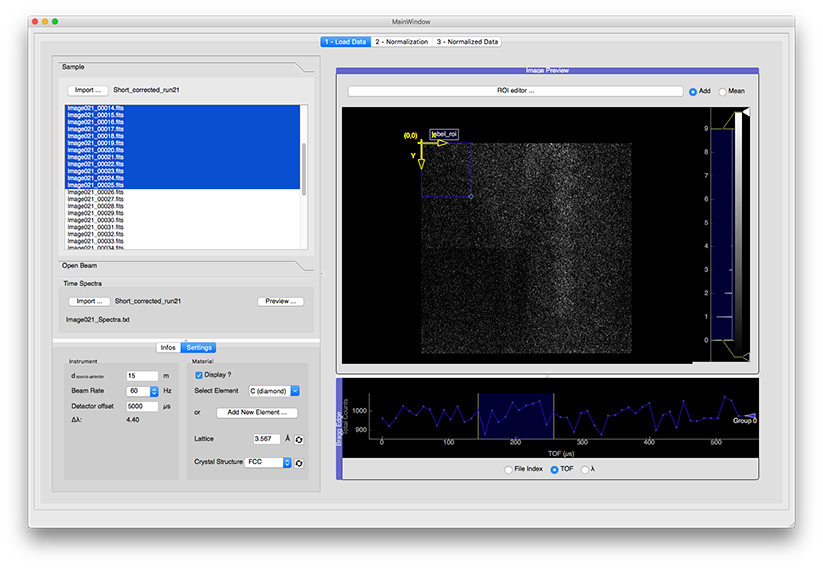 MainWindow
1 - Load Data 2 - Normalization 3 - Normalized Data
Sample
Import ... Short_corrected_run21
Image021_00014.fits
Image021_00015.fits
Image021_00016.fits
Image021_00017.fits
Image021_00018.fits
Image021_00019.fits
Image021_00020.fits
Image021_00021.fits
Image021_00022.fits
Image021_00023.fits
Image021_00024.fits
Image021_00025.fits
Image021_00026.fits
Image021_00027.fits
Image021_00028.fits
Image021_00029.fits
Image021_00030.fits
Image021_00031.fits
Image021_00032.fits
Image021_00033.fits
Image021_00034.fits
Open Beam
Time Spectra
Import ... Short_corrected_run21 Preview ...
Image021_Spectra.txt
Infos Settings
Instrument
d source-detector 15 m
Beam Rate 60 Hz
Detector offset 5000 µs
Δλ: 4.40
Material
Display ?
Select Element C (diamond)
or Add New Element ...
Lattice 3.567 Å
Crystal Structure FCC
Image Preview
ROI editor ... Add Mean
(0,0) X label_roi
Y
9
8
7
6
5
4
3
2
1
0
Bragg Edge
Total Counts
1000
900
0 100 200 300 400 500
Group 0
TOF (µs)
File Index TOF λ